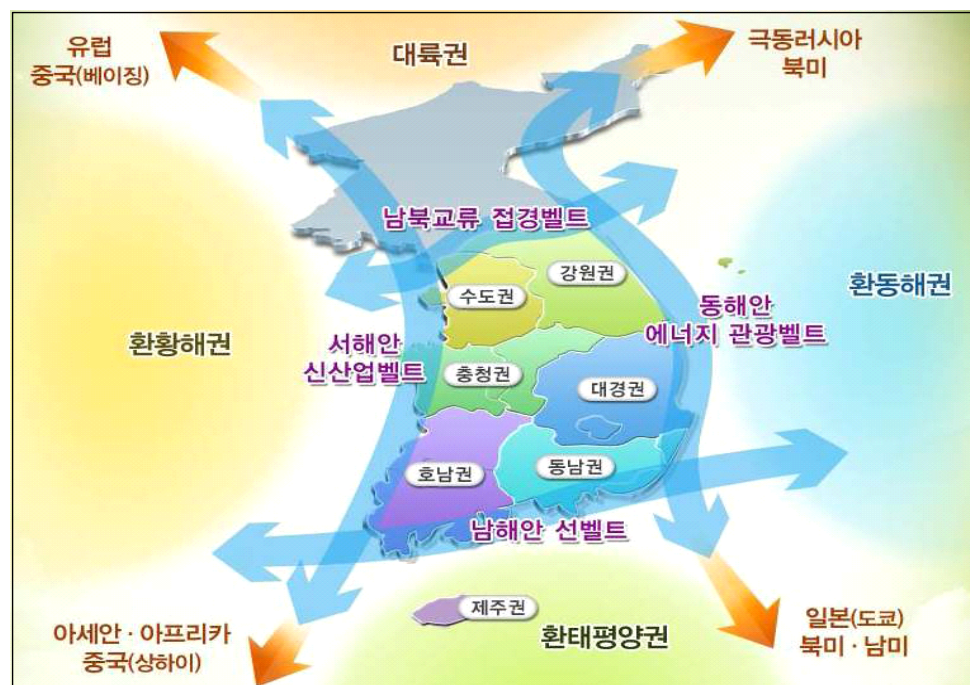 유럽
중국(베이징)
대륙권
극동러시아
북미
남북교류 접경벨트
강원권
수도권
환동해권
동해안
에너지 관광벨트
환황해권
서해안
신산업벨트
충청권
대경권
호남권
동남권
남해안 선벨트
제주권
환태평양권
아세안 · 아프리카
중국(상하이)
일본(도쿄)
북미 · 남미